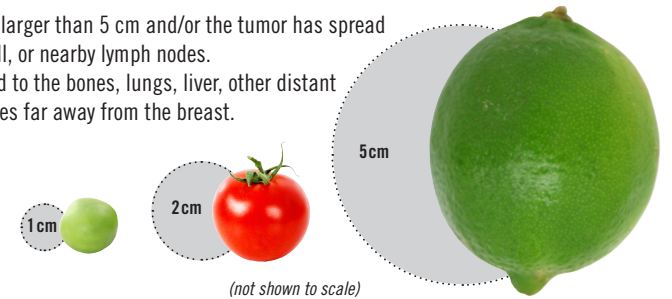 larger than 5 cm and/or the tumor has spread
ll, or nearby lymph nodes.
d to the bones, lungs, liver, other distant
es far away from the breast.
5cm
2cm
1cm
(not shown to scale)